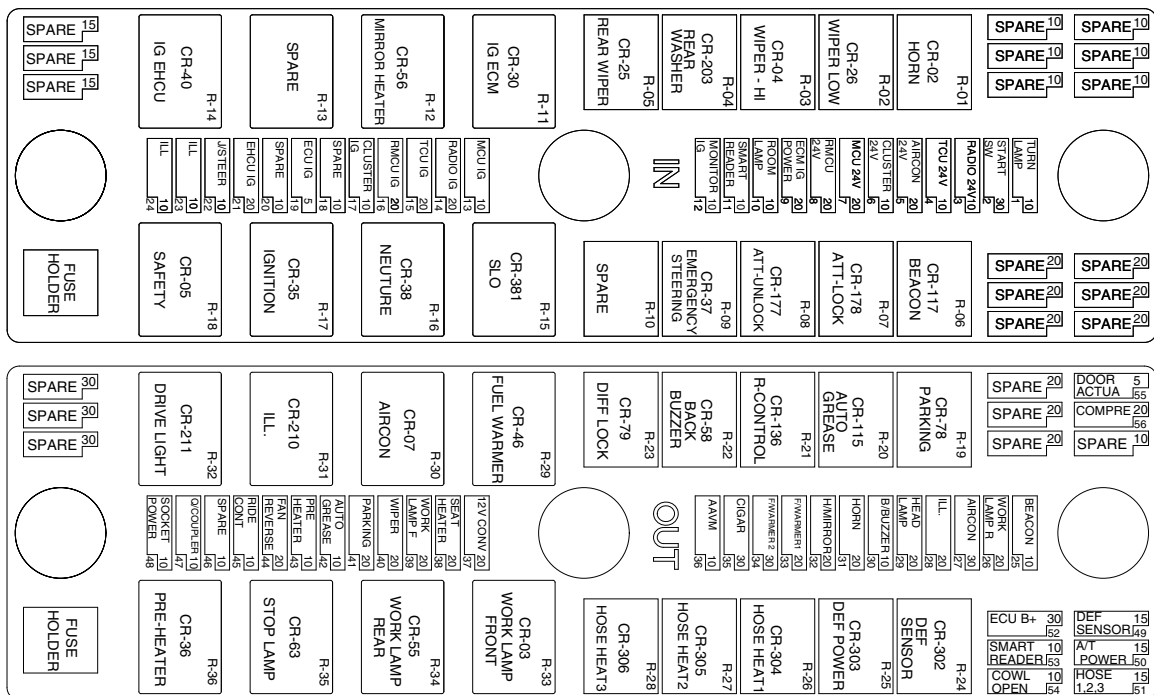 SPARE 15
SPARE 15
SPARE 15
CR-40
IG EHCU
R-14
SPARE
R-13
CR-56
MIRROR HEATER
R-12
CR-30
IG ECM
R-11
CR-25
REAR WIPER
R-05
CR-203
REAR
WASHER
R-04
CR-04
WIPER - HI
R-03
CR-26
WIPER LOW
R-02
CR-02
HORN
R-01
SPARE 10
SPARE 10
SPARE 10
SPARE 10
SPARE 10
SPARE 10
ILL 10 24
ILL 10 23
J/STEER 10 22
EHCU IG 20 21
SPARE 10 20
ECU IG 5 19
SPARE 10 18
CLUSTER IG 10 17
RMCU IG 20 16
TCU IG 20 15
RADIO IG 20 14
MCU IG 10 13
IN
MONITOR IG 10 12
SMART READER 10 11
ROOM LAMP 10 10
ECM IG POWER 20 9
RMCU 24V 20 8
MCU 24V 20 7
CLUSTER 24V 10 6
AIRCON 24V 20 5
TCU 24V 10 4
RADIO 24V 10 3
START SW 30 2
TURN LAMP 10 1
FUSE
HOLDER
CR-05
SAFETY
R-18
CR-35
IGNITION
R-17
CR-38
NEUTURE
R-16
CR-381
SLO
R-15
SPARE
R-10
CR-37
EMERGENCY
STEERING
R-09
CR-177
ATT-UNLOCK
R-08
CR-178
ATT-LOCK
R-07
CR-117
BEACON
R-06
SPARE 20
SPARE 20
SPARE 20
SPARE 20
SPARE 20
SPARE 20
SPARE 30
SPARE 30
SPARE 30
CR-211
DRIVE LIGHT
R-32
CR-210
ILL.
R-31
CR-07
AIRCON
R-30
CR-46
FUEL WARMER
R-29
CR-79
DIFF LOCK
R-23
CR-58
BACK
BUZZER
R-22
CR-136
R-CONTROL
R-21
CR-115
AUTO
GREASE
R-20
CR-78
PARKING
R-19
SPARE 20
DOOR ACTUA 5 55
SPARE 20
COMPRE 20 56
SPARE 20
SPARE 10
SOCKET POWER 10 48
Q/COUPLER 10 47
SPARE 10 46
RIDE CONT 10 45
FAN REVERSE 20 44
PRE HEATER 10 43
AUTO GREASE 10 42
PARKING 20 41
WIPER 20 40
WORK LAMP F 20 39
SEAT HEATER 20 38
12V CONV 20 37
OUT
AAVM 10 36
CIGAR 30 35
F/WARMER 2 30 34
F/WARMER1 20 33
H/MIRROR 20 32
HORN 20 31
B/BUZZER 10 30
HEAD LAMP 20 29
ILL. 20 28
AIRCON 30 27
WORK LAMP R 20 26
BEACON 10 25
FUSE
HOLDER
CR-36
PRE-HEATER
R-36
CR-63
STOP LAMP
R-35
CR-55
WORK LAMP
REAR
R-34
CR-03
WORK LAMP
FRONT
R-33
CR-306
HOSE HEAT3
R-28
CR-305
HOSE HEAT2
R-27
CR-304
HOSE HEAT1
R-26
CR-303
DEF POWER
R-25
CR-302
DEF
SENSOR
R-24
ECU B+ 30 52
DEF SENSOR 15 49
SMART READER 10 53
A/T POWER 15 50
COWL OPEN 10 54
HOSE 1,2,3 15 51